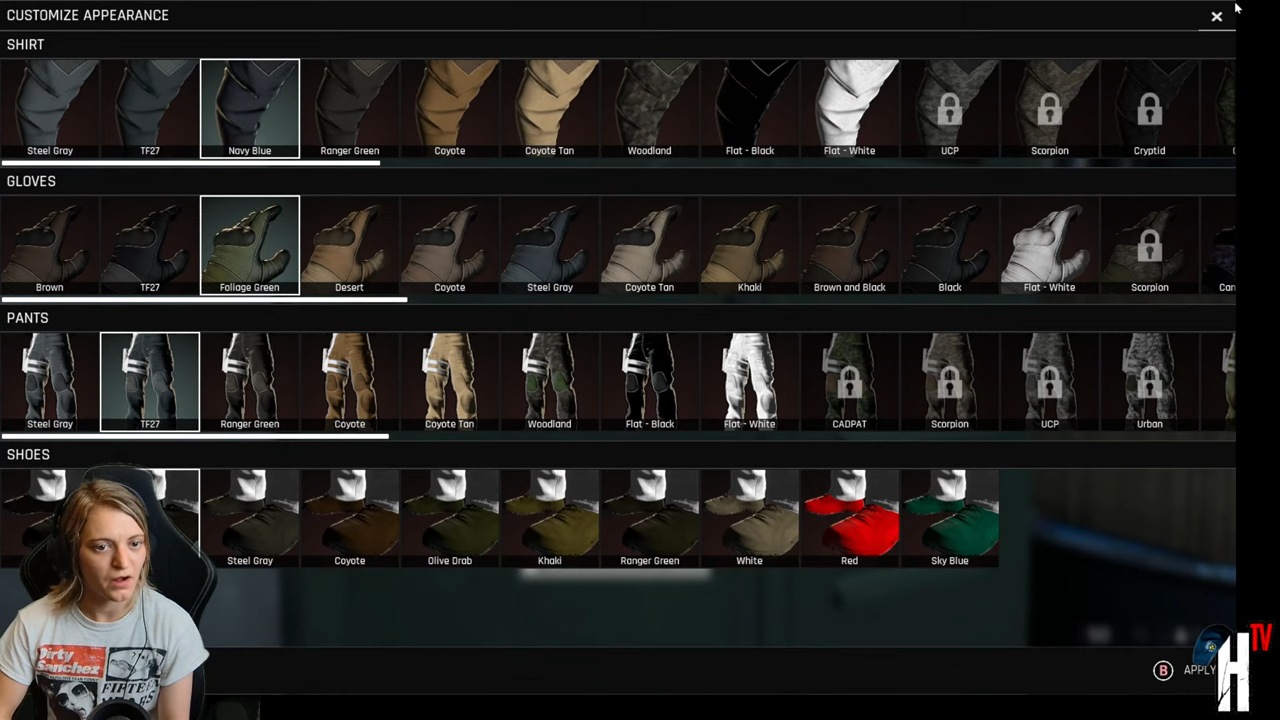 CUSTOMIZE APPEARANCE
SHIRT
Steel Gray TF27 Navy Blue Ranger Green Coyote Coyote Tan Woodland Flat - Black Flat - White UCP Scorpion Cryptid
GLOVES
Brown TF27 Foliage Green Desert Coyote Steel Gray Coyote Tan Khaki Brown and Black Black Flat - White Scorpion
PANTS
Steel Gray TF27 Ranger Green Coyote Coyote Tan Woodland Flat - Black Flat - White CADPAT Scorpion UCP Urban
SHOES
Steel Gray Coyote Olive Drab Khaki Ranger Green White Red Sky Blue
Dirty
Sanchez
B APPLY
H TV